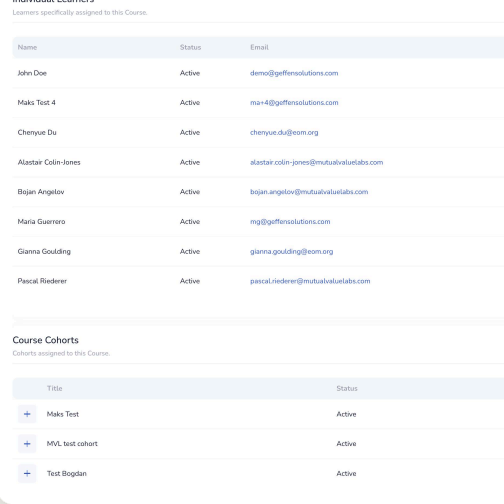 Individual Learners
Learners specifically assigned to this Course.
Name Status Email
John Doe Active demo@geffensolutions.com
Maks Test 4 Active ma+4@geffensolutions.com
Chenyue Du Active chenyue.du@eom.org
Alastair Colin-Jones Active alastair.colin-jones@mutualvaluelabs.com
Bojan Angelov Active bojan.angelov@mutualvaluelabs.com
Maria Guerrero Active mg@geffensolutions.com
Gianna Goulding Active gianna.goulding@eom.org
Pascal Riederer Active pascal.riederer@mutualvaluelabs.com
Course Cohorts
Cohorts assigned to this Course.
Title Status
+ Maks Test Active
+ MVL test cohort Active
+ Test Bogdan Active